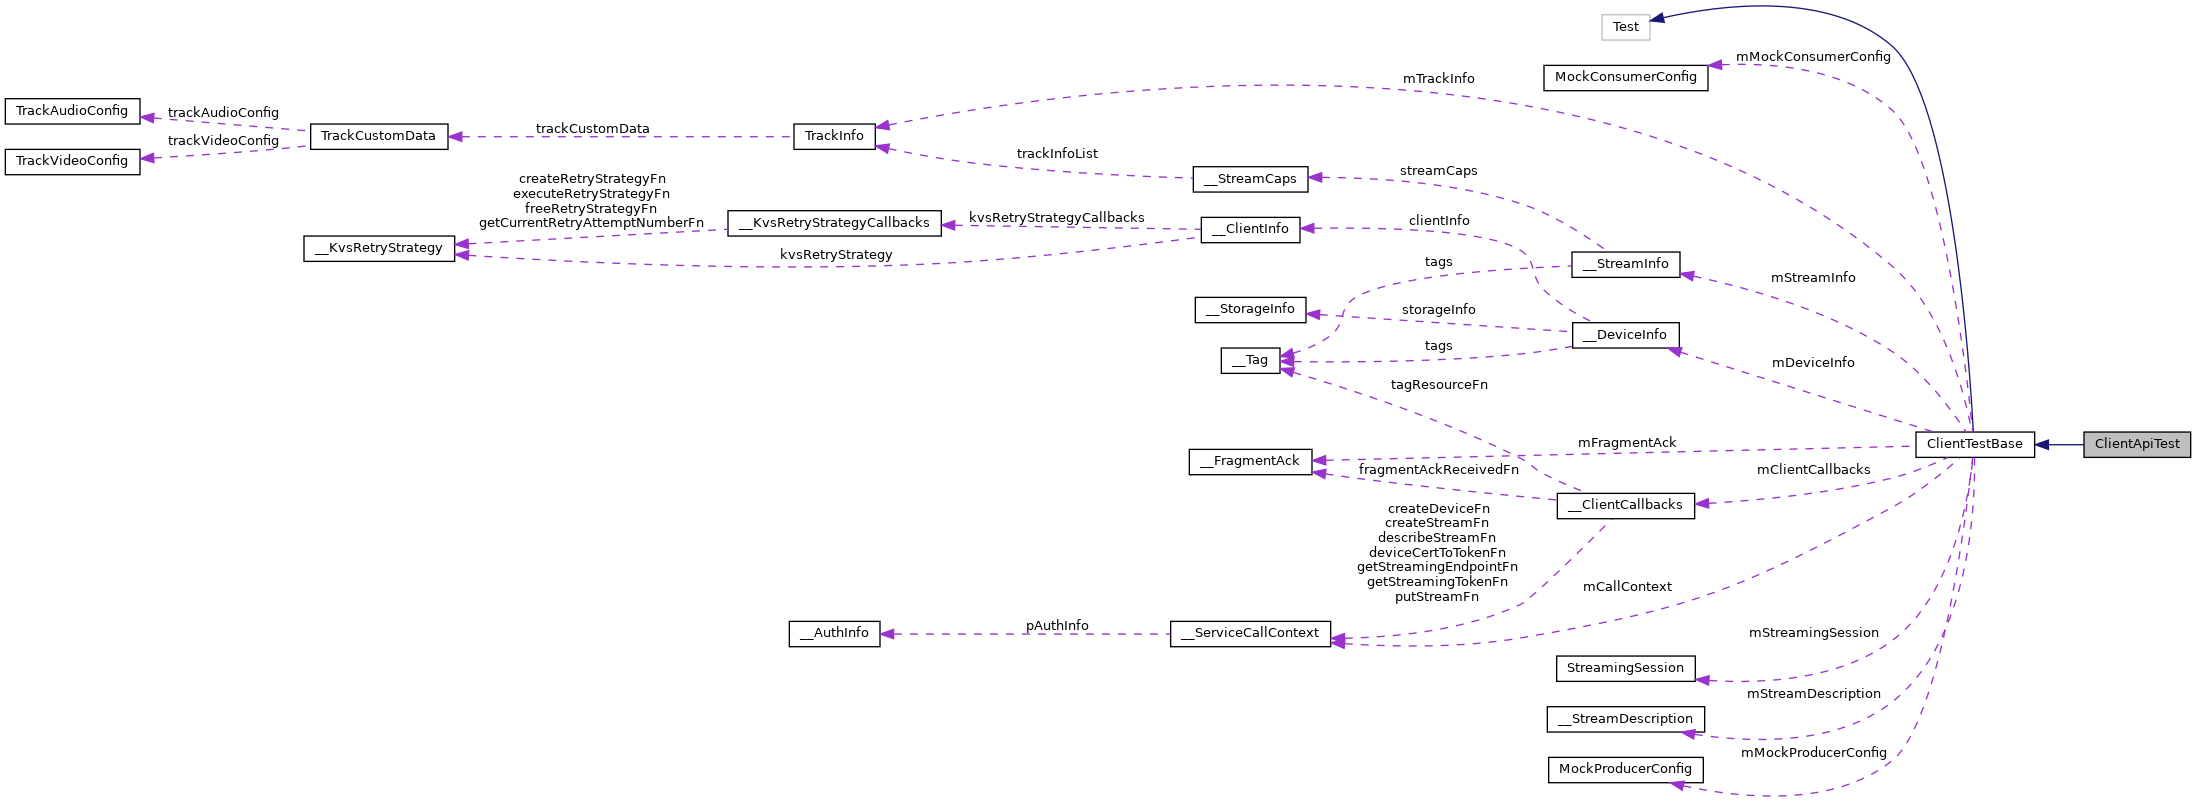 Test
mMockConsumerConfig
MockConsumerConfig
mTrackInfo
TrackAudioConfig
trackAudioConfig
trackCustomData
TrackCustomData
TrackInfo
trackVideoConfig
trackInfoList
TrackVideoConfig
streamCaps
createRetryStrategyFn
__StreamCaps
executeRetryStrategyFn
freeRetryStrategyFn
getCurrentRetryAttemptNumberFn
__KvsRetryStrategyCallbacks
kvsRetryStrategyCallbacks
clientInfo
__ClientInfo
__KvsRetryStrategy
kvsRetryStrategy
tags
__StreamInfo
mStreamInfo
__StorageInfo
storageInfo
__DeviceInfo
tags
__Tag
mDeviceInfo
tagResourceFn
mFragmentAck
ClientTestBase
ClientApiTest
__FragmentAck
fragmentAckReceivedFn
mClientCallbacks
__ClientCallbacks
createDeviceFn
createStreamFn
describeStreamFn
deviceCertToTokenFn
getStreamingEndpointFn
getStreamingTokenFn
putStreamFn
mCallContext
__AuthInfo
pAuthInfo
__ServiceCallContext
mStreamingSession
StreamingSession
mStreamDescription
__StreamDescription
mMockProducerConfig
MockProducerConfig